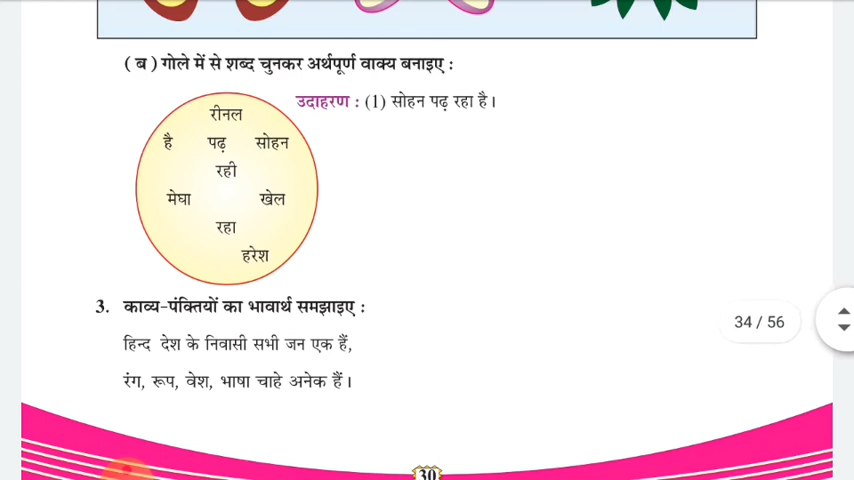 ( ब ) गोले में से शब्द चुनकर अर्थपूर्ण वाक्य बनाइए :
उदाहरण : (1) सोहन पढ़ रहा है।
रीनल
है पढ़ सोहन
रही
मेघा खेल
रहा
हरेश
3. काव्य-पंक्तियों का भावार्थ समझाइए :
हिन्द देश के निवासी सभी जन एक हैं,
रंग, रूप, वेश, भाषा चाहे अनेक हैं।
34 / 56
30